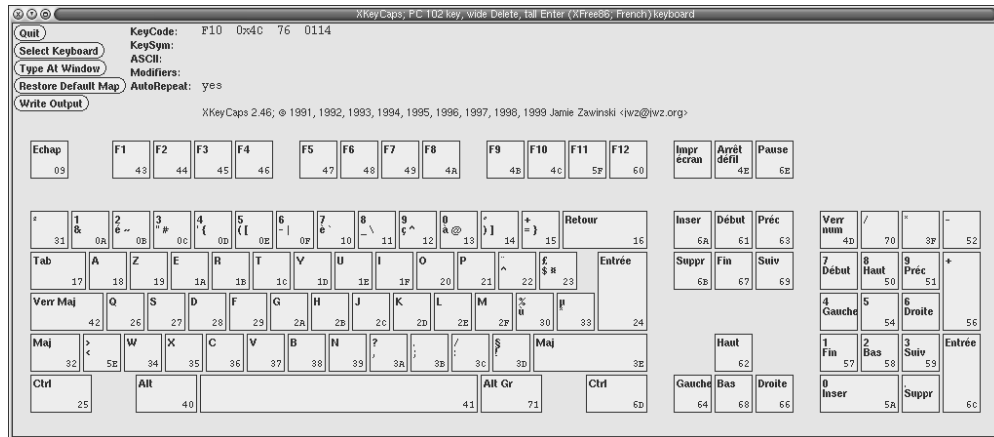 XKeyCaps; PC 102 key, wide Delete, tall Enter (XFree86; French) keyboard
Quit KeyCode: F10 0x4C 76 0114
Select Keyboard KeySym:
ASCII:
Type At Window Modifiers:
Restore Default Map AutoRepeat: yes
Write Output
XKeyCaps 2.46; © 1991, 1992, 1993, 1994, 1995, 1996, 1997, 1998, 1999 Jamie Zawinski <jwz@jwz.org>
Echap F1 F2 F3 F4 F5 F6 F7 F8 F9 F10 F11 F12 Impr écran Arrêt défil Pause
09 43 44 45 46 47 48 49 4A 4B 4C 5F 60 4E 6E
1 2 3 4 5 6 7 8 9 0 + Retour Inser Début Préc Verr num / -
& é ~ " # ' { ( [ - | è ` _ \ ç ^ à @ ) ] = }
31 0A 0B 0C 0D 0E 0F 10 11 12 13 14 15 16 6A 61 63 4D 70 3F 52
Tab A Z E R T Y U I O P ¨ ^ £ $ ¤ Entrée Suppr Fin Suiv 7 Début 8 Haut 9 Préc +
17 18 19 1A 1B 1C 1D 1E 1F 20 21 22 23 6B 67 69 50 51
Verr Maj Q S D F G H J K L M % ù µ 4 Gauche 5 6 Droite
42 26 27 28 29 2A 2B 2C 2D 2E 2F 30 33 24 54 56
Maj > < W X C V B N ? , . ; / : § ! Maj Haut 1 Fin 2 Bas 3 Suiv Entrée
32 5E 34 35 36 37 38 39 3A 3B 3C 3D 3E 62 57 58 59
Ctrl Alt Alt Gr Ctrl Gauche Bas Droite 0 Inser . Suppr
25 40 41 71 6D 64 68 66 5A 6C